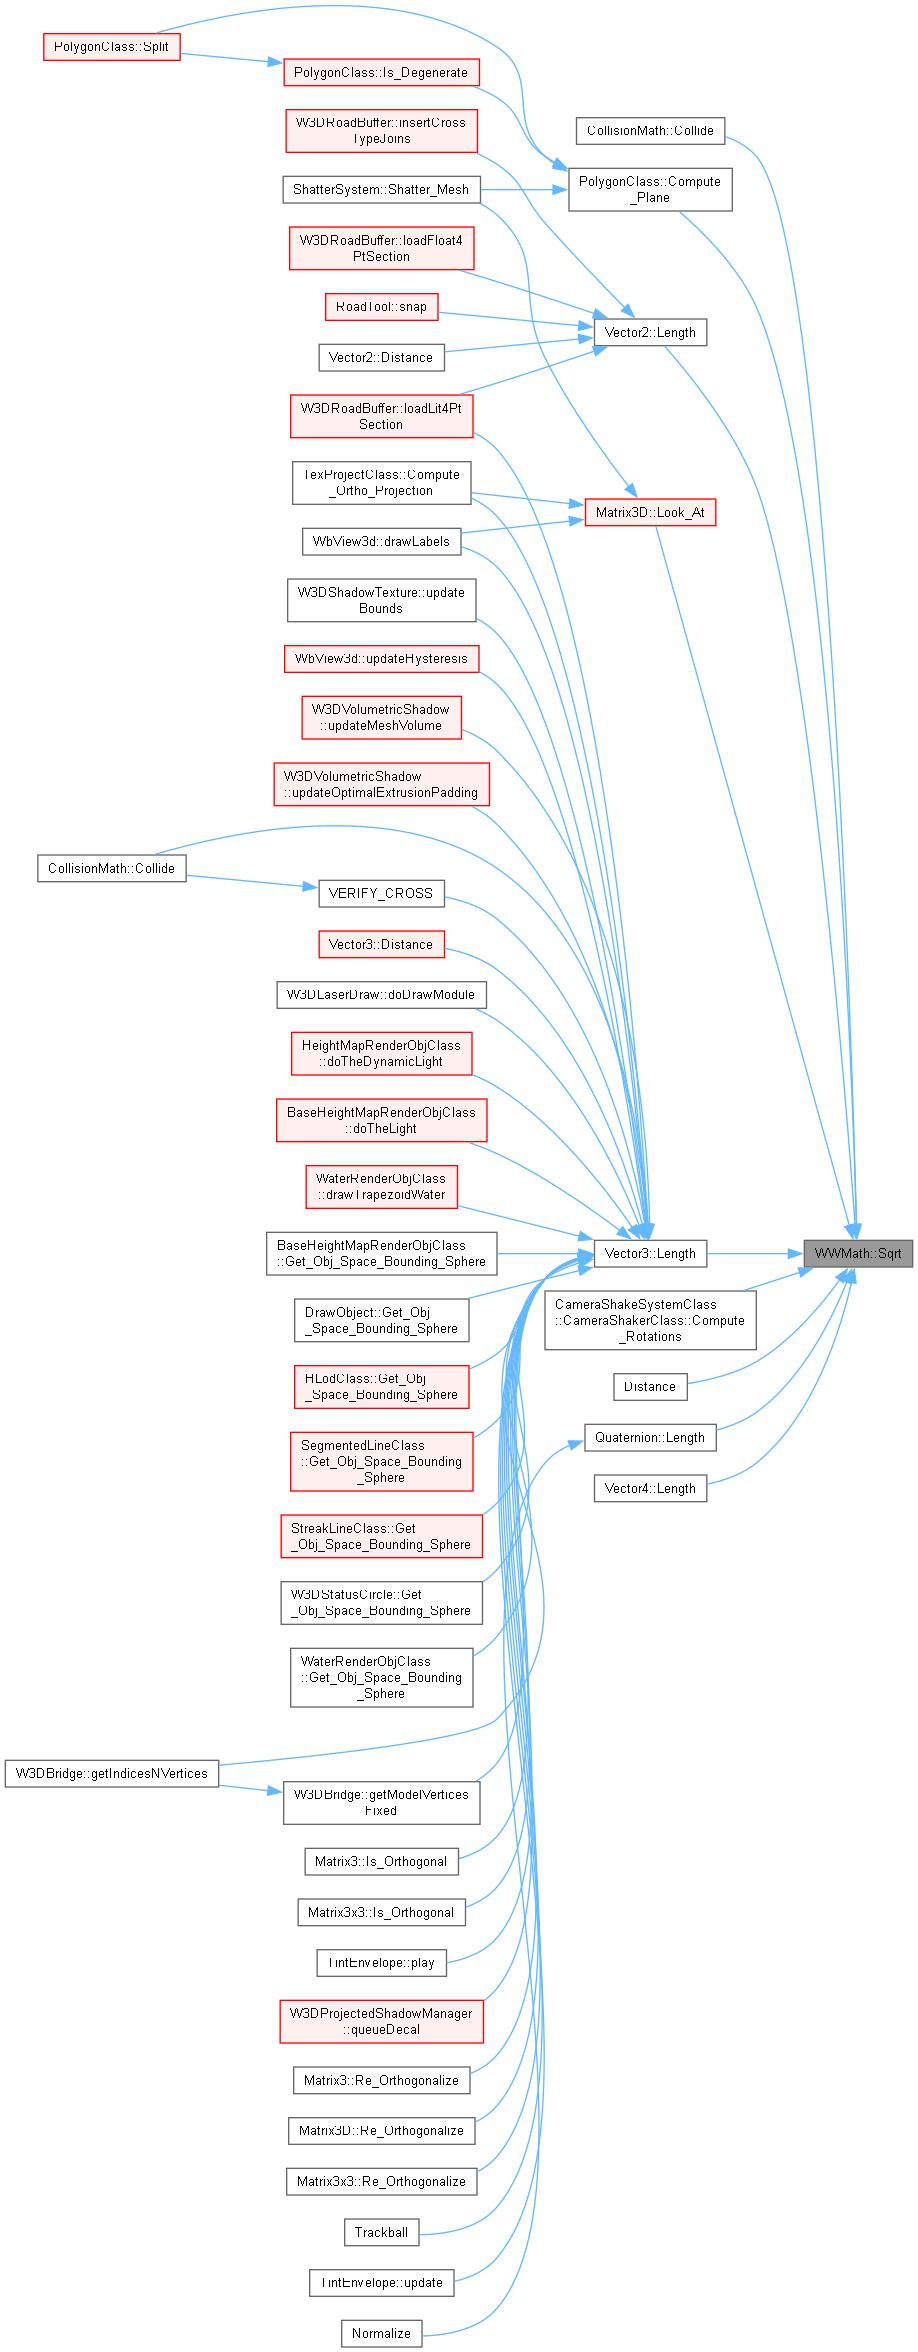 PolygonClass::Split
PolygonClass::Is_Degenerate
W3DRoadBuffer::insertCross
TypeJoins
CollisionMath::Collide
PolygonClass::Compute
_Plane
ShatterSystem::Shatter_Mesh
W3DRoadBuffer::loadFloat4
PtSection
RoadTool::snap
Vector2::Length
Vector2::Distance
W3DRoadBuffer::loadLit4Pt
Section
TexProjectClass::Compute
_Ortho_Projection
Matrix3D::Look_At
WbView3d::drawLabels
W3DShadowTexture::update
Bounds
WbView3d::updateHysteresis
W3DVolumetricShadow
::updateMeshVolume
W3DVolumetricShadow
::updateOptimalExtrusionPadding
CollisionMath::Collide
VERIFY_CROSS
Vector3::Distance
W3DLaserDraw::doDrawModule
HeightMapRenderObjClass
::doTheDynamicLight
BaseHeightMapRenderObjClass
::doTheLight
WaterRenderObjClass
::drawTrapezoidWater
BaseHeightMapRenderObjClass
::Get_Obj_Space_Bounding_Sphere
Vector3::Length
WWMath::Sqrt
DrawObject::Get_Obj
_Space_Bounding_Sphere
CameraShakeSystemClass
::CameraShakerClass::Compute
_Rotations
HLodClass::Get_Obj
_Space_Bounding_Sphere
Distance
SegmentedLineClass
::Get_Obj_Space_Bounding
_Sphere
Quaternion::Length
Vector4::Length
StreakLineClass::Get
_Obj_Space_Bounding_Sphere
W3DStatusCircle::Get
_Obj_Space_Bounding_Sphere
WaterRenderObjClass
::Get_Obj_Space_Bounding
_Sphere
W3DBridge::getIndicesNVertices
W3DBridge::getModelVertices
Fixed
Matrix3::Is_Orthogonal
Matrix3x3::Is_Orthogonal
TintEnvelope::play
W3DProjectedShadowManager
::queueDecal
Matrix3::Re_Orthogonalize
Matrix3D::Re_Orthogonalize
Matrix3x3::Re_Orthogonalize
Trackball
TintEnvelope::update
Normalize